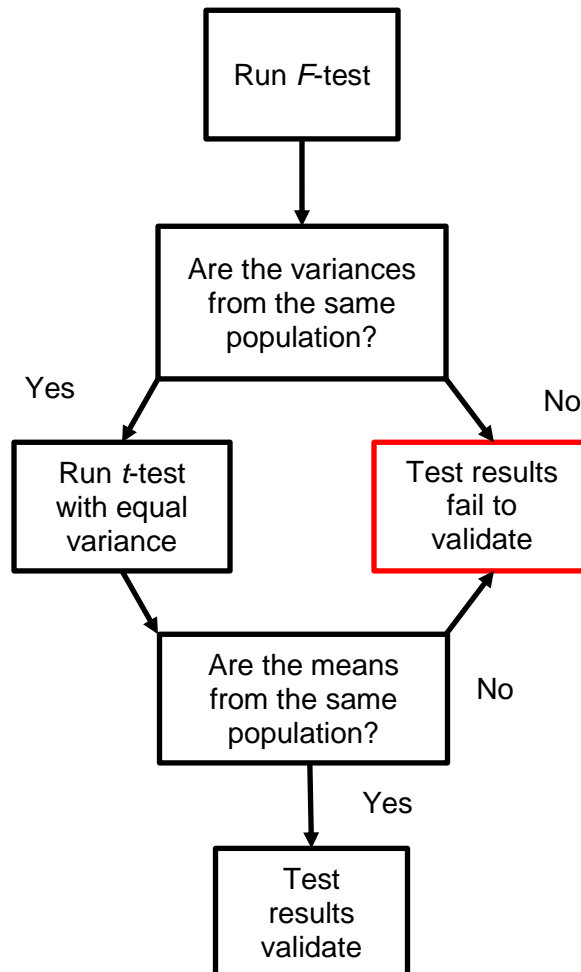 Run F-test
Are the variances
from the same
population?
Yes
No
Run t-test
with equal
variance
Test results
fail to
validate
Are the means
from the same
population?
No
Yes
Test
results
validate